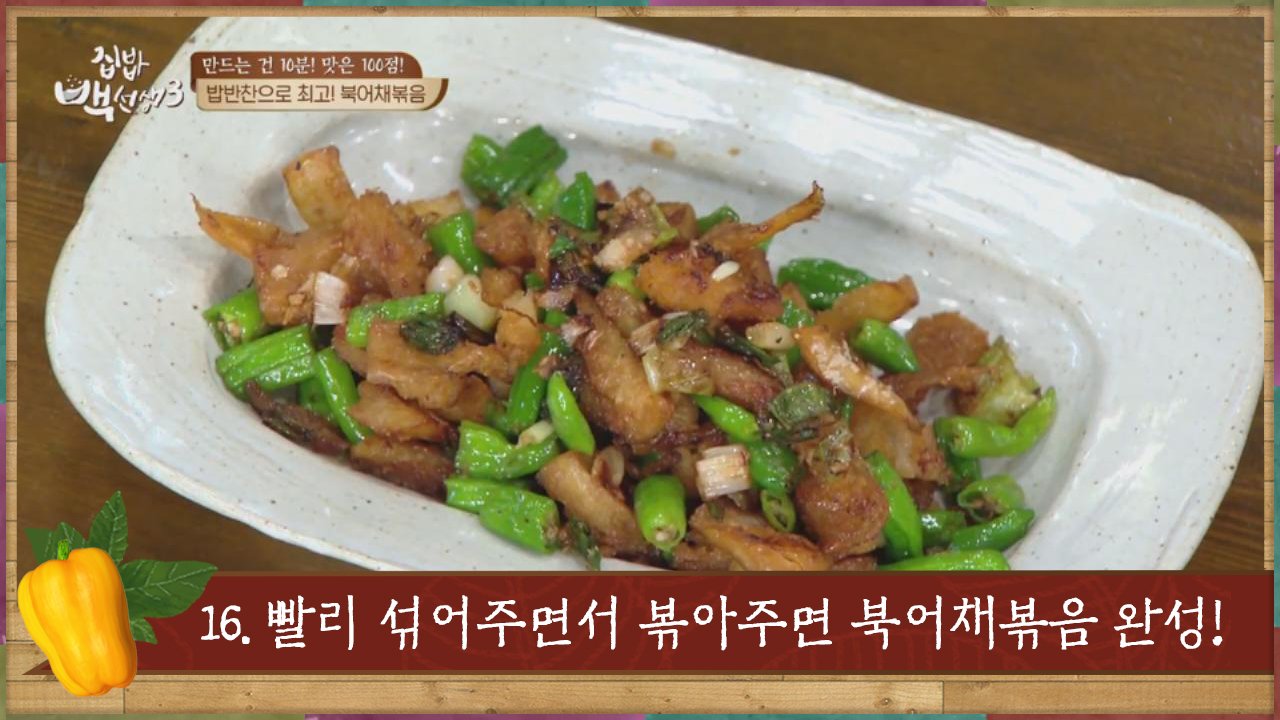 집밥
백선생3
만드는 건 10분! 맛은 100점!
밥반찬으로 최고! 북어채볶음
16. 빨리 섞어주면서 볶아주면 북어채볶음 완성!